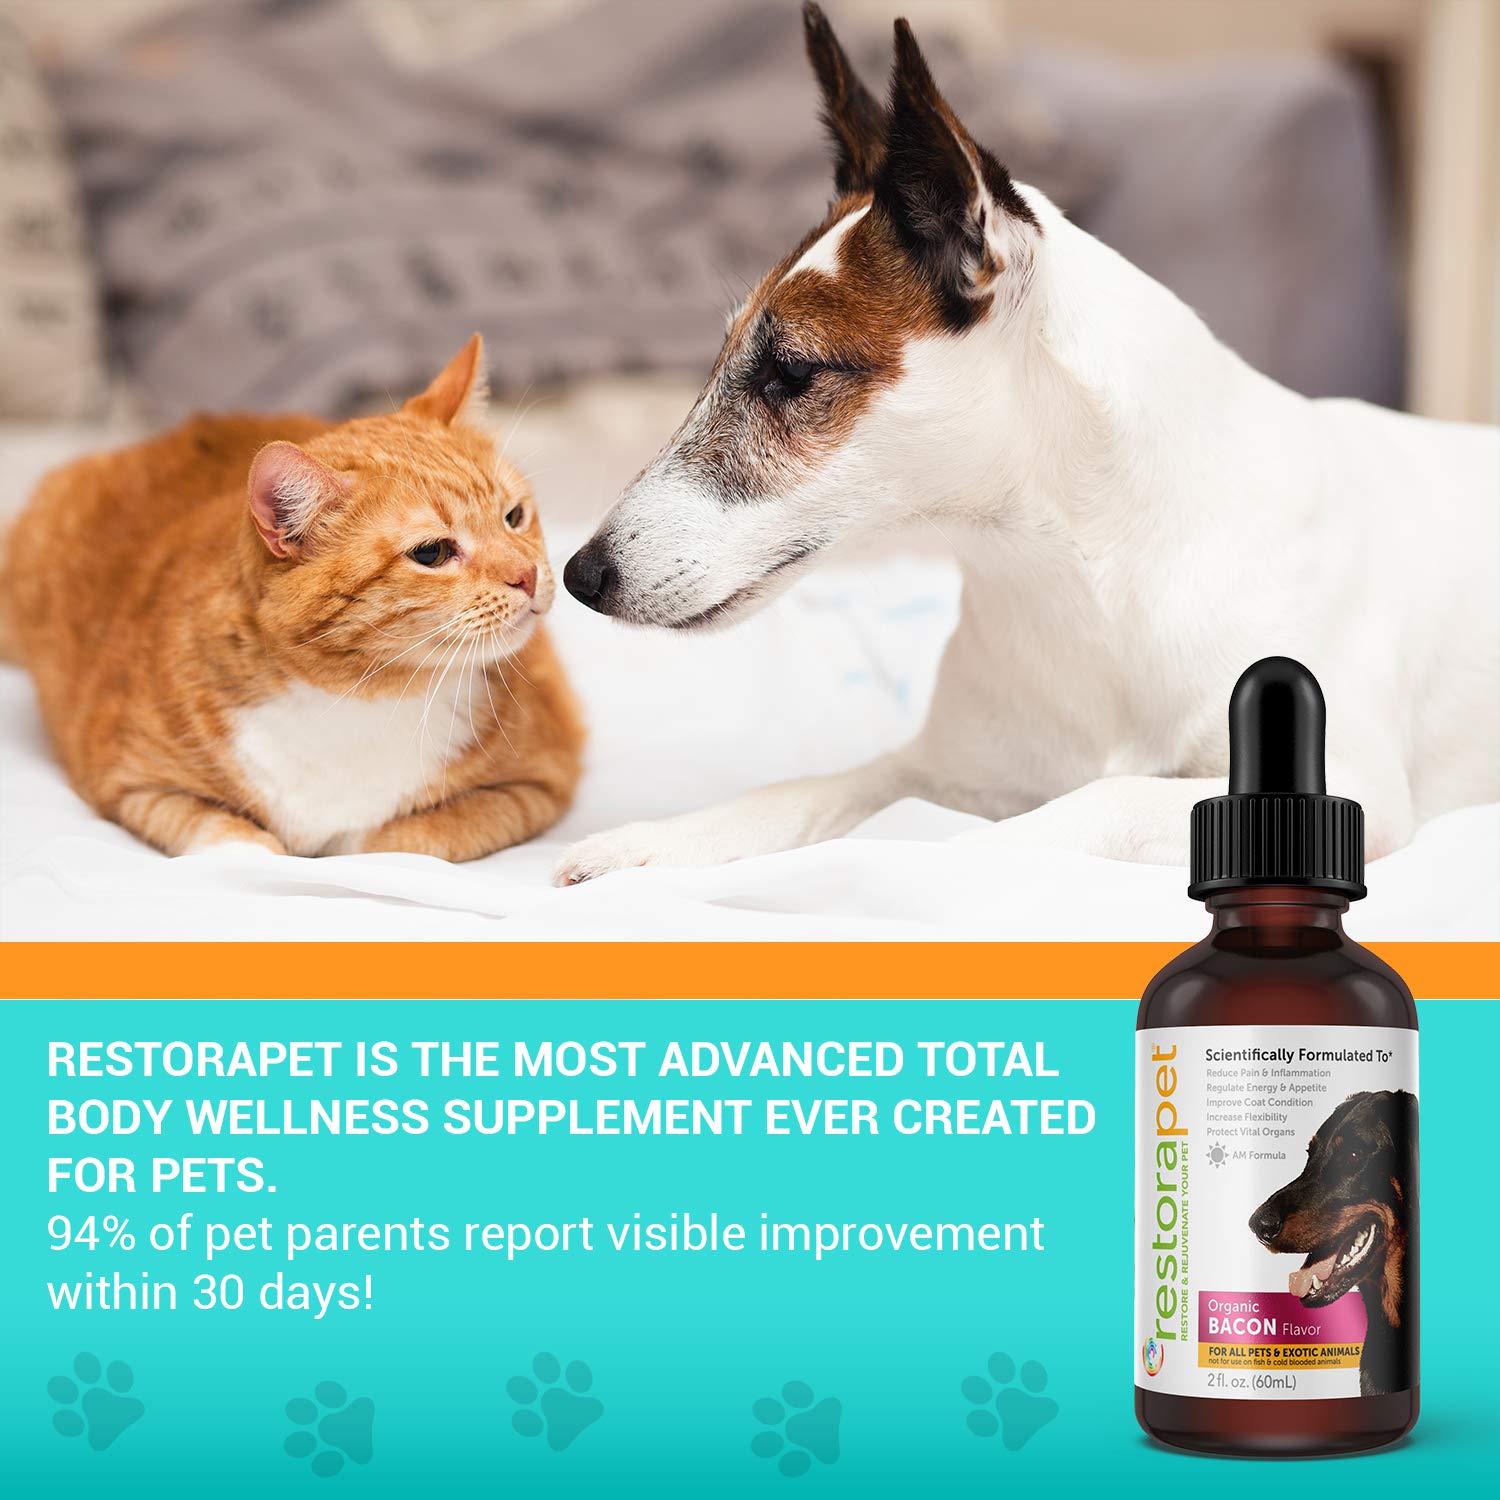 RESTORAPET IS THE MOST ADVANCED TOTAL
BODY WELLNESS SUPPLEMENT EVER CREATED
FOR PETS.
94% of pet parents report visible improvement
within 30 days!
restorapet®
RESTORE & REJUVENATE YOUR PET
Scientifically Formulated To*
Reduce Pain & Inflammation
Regulate Energy & Appetite
Improve Coat Condition
Increase Flexibility
Protect Vital Organs
AM Formula
Organic
BACON Flavor
FOR ALL PETS & EXOTIC ANIMALS
not for use on fish & cold blooded animals
2 fl. oz. (60mL)